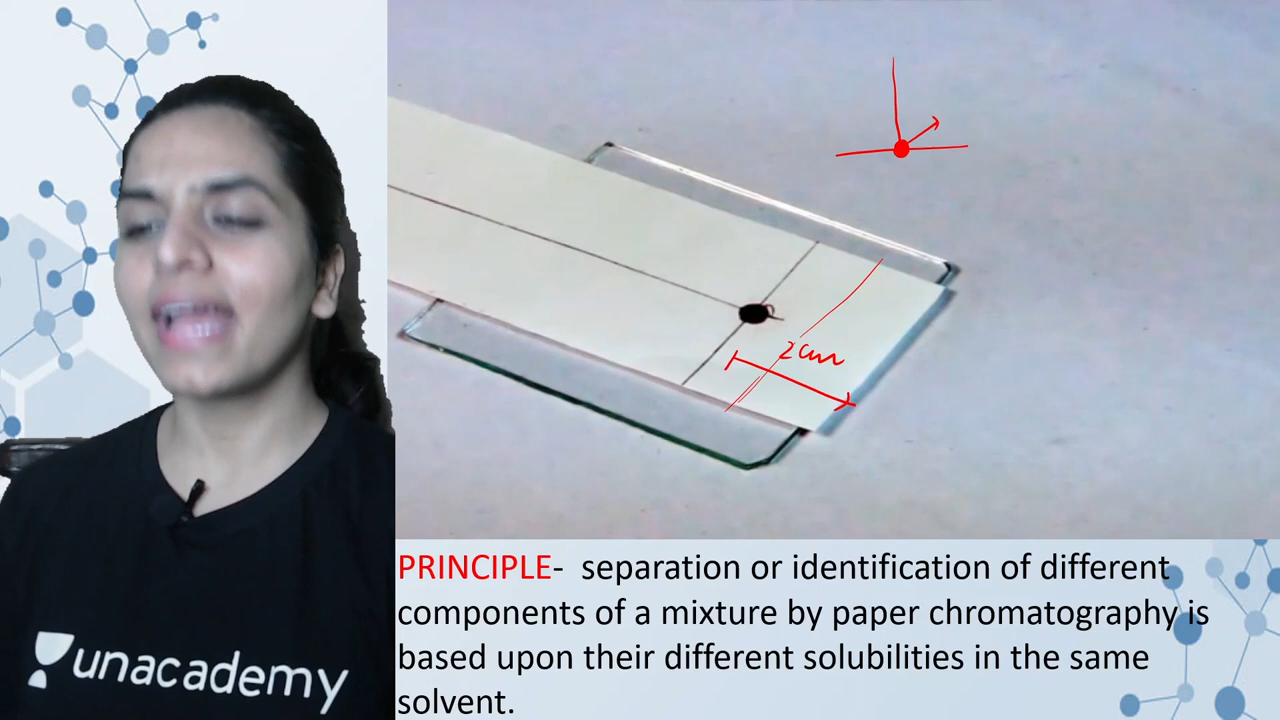 2cm
PRINCIPLE- separation or identification of different
components of a mixture by paper chromatography is
based upon their different solubilities in the same
solvent.
unacademy